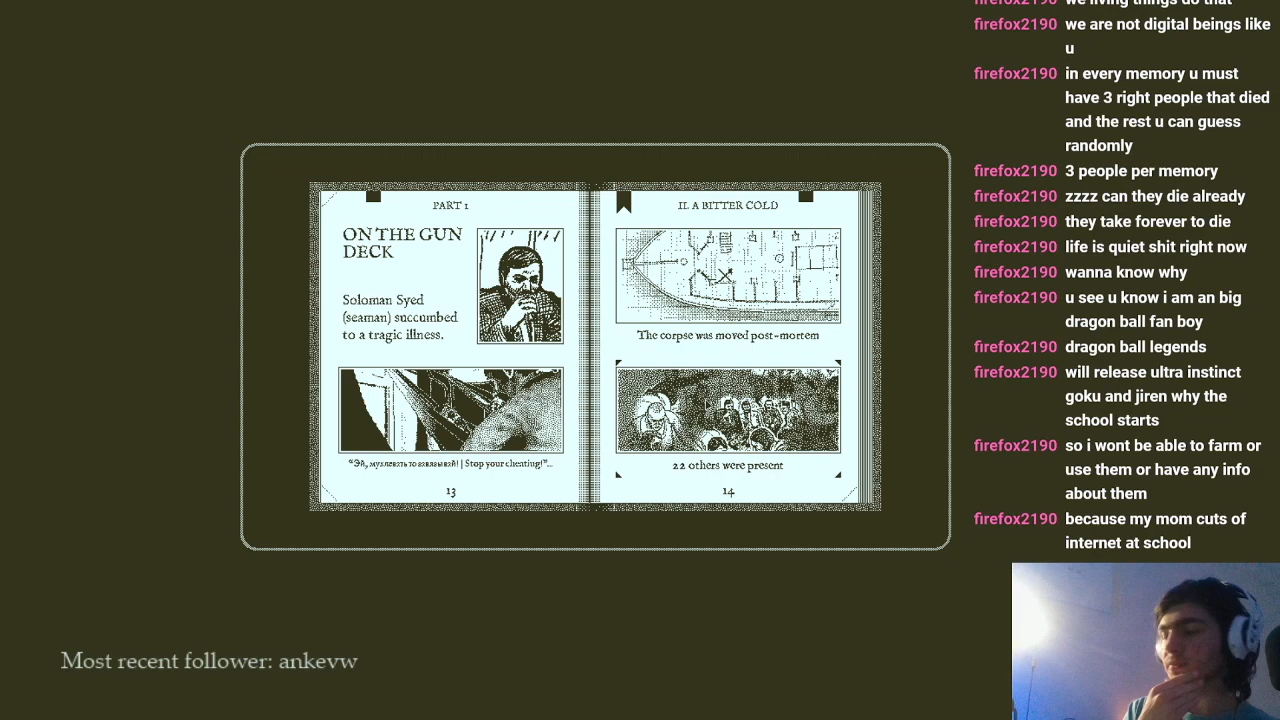 PART 1
ON THE GUN
DECK
Soloman Syed
(seaman) succumbed
to a tragic illness.
Stop your cheating!"...
13
II. A BITTER COLD
The corpse was moved post-mortem
22 others were present
14
firefox2190 we living things do that
firefox2190 we are not digital beings like
u
firefox2190 in every memory u must
have 3 right people that died
and the rest u can guess
randomly
firefox2190 3 people per memory
firefox2190 zzzz can they die already
firefox2190 they take forever to die
firefox2190 life is quiet shit right now
firefox2190 wanna know why
firefox2190 u see u know i am an big
dragon ball fan boy
firefox2190 dragon ball legends
firefox2190 will release ultra instinct
goku and jiren why the
school starts
firefox2190 so i wont be able to farm or
use them or have any info
about them
firefox2190 because my mom cuts of
internet at school
Most recent follower: ankevw